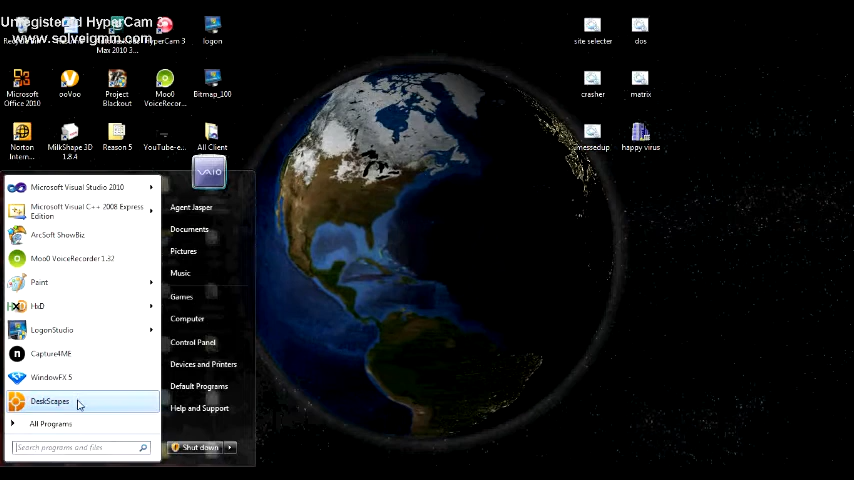 Unregistered HyperCam 3
www.solveigmm.com
Max 2010 3...
HyperCam 3
logon
site selecter
dos
Microsoft Office 2010
ooVoo
Project Blackout
Moo0 VoiceRecor...
Bitmap_100
crasher
matrix
Norton Intern...
MilkShape 3D 1.8.4
Reason 5
YouTube-e...
All Client
messedup
happy virus
VAIO
Microsoft Visual Studio 2010
Microsoft Visual C++ 2008 Express
Edition
ArcSoft ShowBiz
Moo0 VoiceRecorder 1.32
Paint
HxD
LogonStudio
Capture4ME
WindowFX 5
DeskScapes
All Programs
Search programs and files
Agent Jasper
Documents
Pictures
Music
Games
Computer
Control Panel
Devices and Printers
Default Programs
Help and Support
Shut down